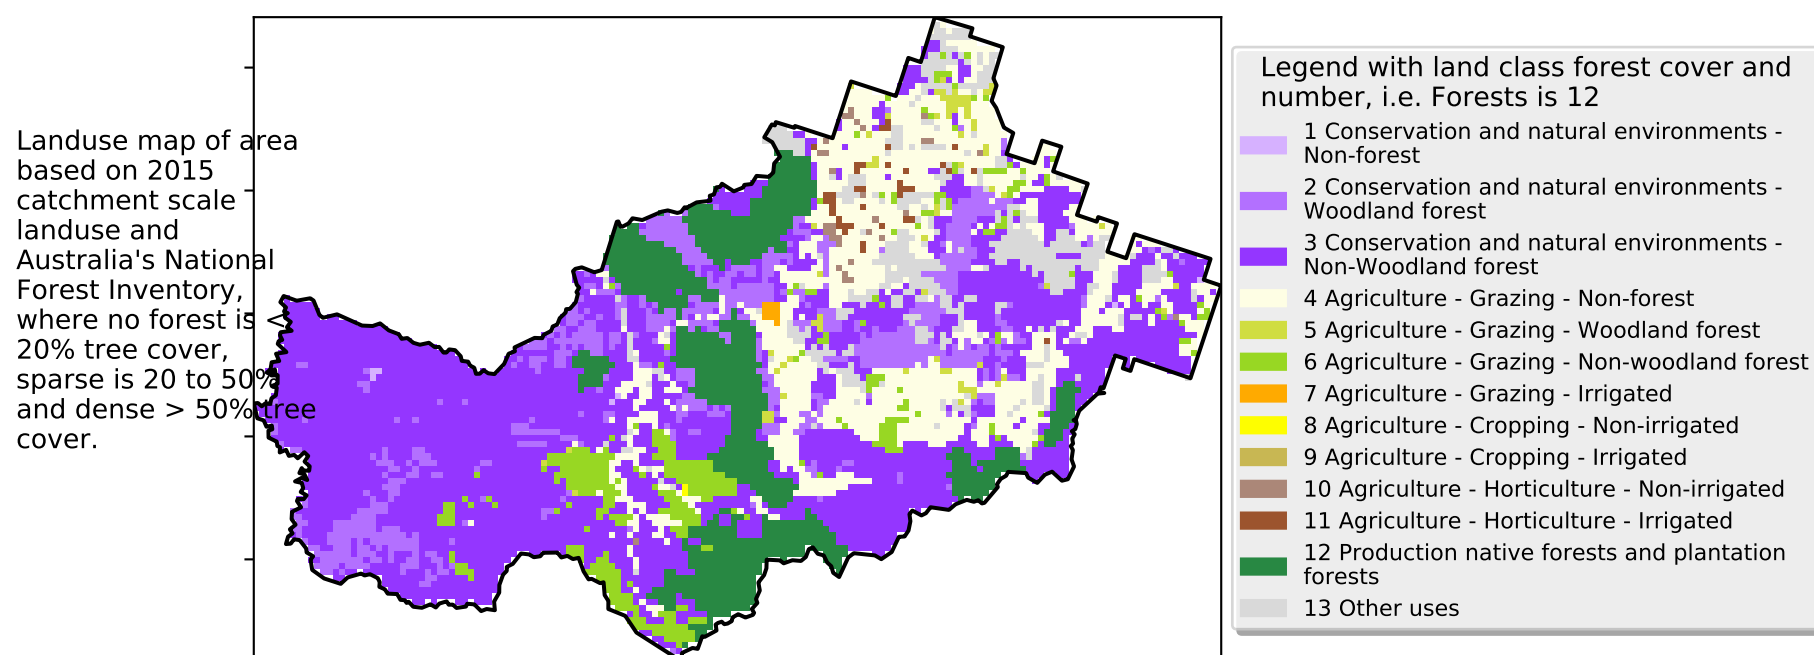 Landuse map of area
based on 2015
catchment scale
landuse and
Australia's National
Forest Inventory,
where no forest is <
20% tree cover,
sparse is 20 to 50%
and dense > 50% tree
cover.
Legend with land class forest cover and
number, i.e. Forests is 12
1 Conservation and natural environments -
Non-forest
2 Conservation and natural environments -
Woodland forest
3 Conservation and natural environments -
Non-Woodland forest
4 Agriculture - Grazing - Non-forest
5 Agriculture - Grazing - Woodland forest
6 Agriculture - Grazing - Non-woodland forest
7 Agriculture - Grazing - Irrigated
8 Agriculture - Cropping - Non-irrigated
9 Agriculture - Cropping - Irrigated
10 Agriculture - Horticulture - Non-irrigated
11 Agriculture - Horticulture - Irrigated
12 Production native forests and plantation
forests
13 Other uses